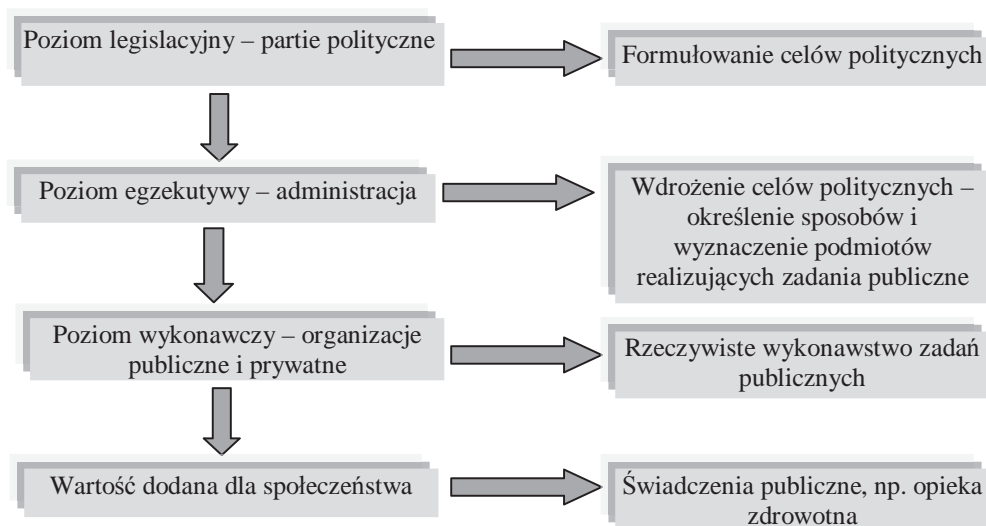 Poziom legislacyjny – partie polityczne
Formułowanie celów politycznych
Poziom egzekutywy – administracja
Wdrożenie celów politycznych –
określenie sposobów i
wyznaczenie podmiotów
realizujących zadania publiczne
Poziom wykonawczy – organizacje
publiczne i prywatne
Rzeczywiste wykonawstwo zadań
publicznych
Wartość dodana dla społeczeństwa
Świadczenia publiczne, np. opieka
zdrowotna